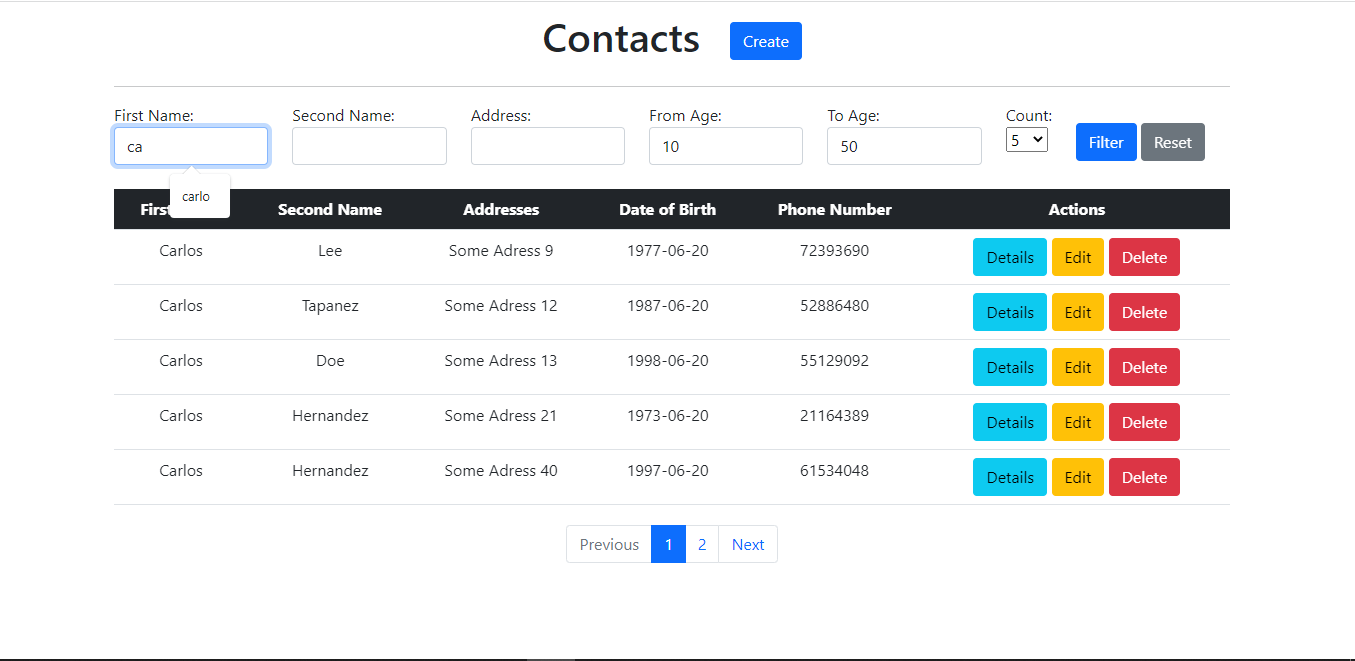 Contacts Create
First Name: Second Name: Address: From Age: To Age: Count:
ca 10 50 5 Filter Reset
carlo
First Second Name Addresses Date of Birth Phone Number Actions
Carlos Lee Some Adress 9 1977-06-20 72393690 Details Edit Delete
Carlos Tapanez Some Adress 12 1987-06-20 52886480 Details Edit Delete
Carlos Doe Some Adress 13 1998-06-20 55129092 Details Edit Delete
Carlos Hernandez Some Adress 21 1973-06-20 21164389 Details Edit Delete
Carlos Hernandez Some Adress 40 1997-06-20 61534048 Details Edit Delete
Previous 1 2 Next